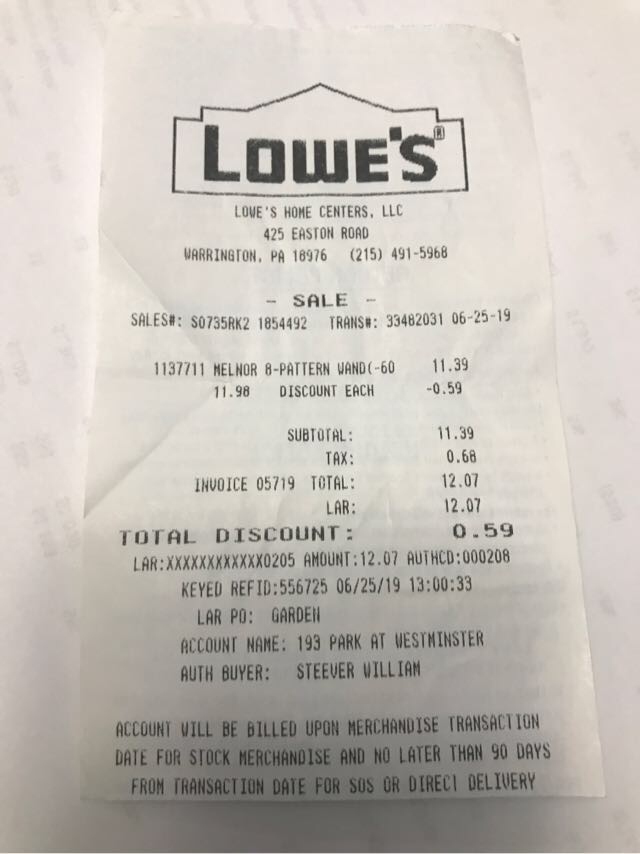 LOWE'S®
LOWE'S HOME CENTERS, LLC
425 EASTON ROAD
WARRINGTON, PA 18976 (215) 491-5968
- SALE -
SALES#: S0735RK2 1854492 TRANS#: 33482031 06-25-19
1137711 MELNOR 8-PATTERN WAND(-60 11.39
11.98 DISCOUNT EACH -0.59
SUBTOTAL: 11.39
TAX: 0.68
INVOICE 05719 TOTAL: 12.07
LAR: 12.07
TOTAL DISCOUNT: 0.59
LAR:XXXXXXXXXXXX0205 AMOUNT:12.07 AUTHCD:000208
KEYED REFID:556725 06/25/19 13:00:33
LAR PO: GARDEN
ACCOUNT NAME: 193 PARK AT WESTMINSTER
AUTH BUYER: STEEVER WILLIAM
ACCOUNT WILL BE BILLED UPON MERCHANDISE TRANSACTION
DATE FOR STOCK MERCHANDISE AND NO LATER THAN 90 DAYS
FROM TRANSACTION DATE FOR SOS OR DIRECT DELIVERY